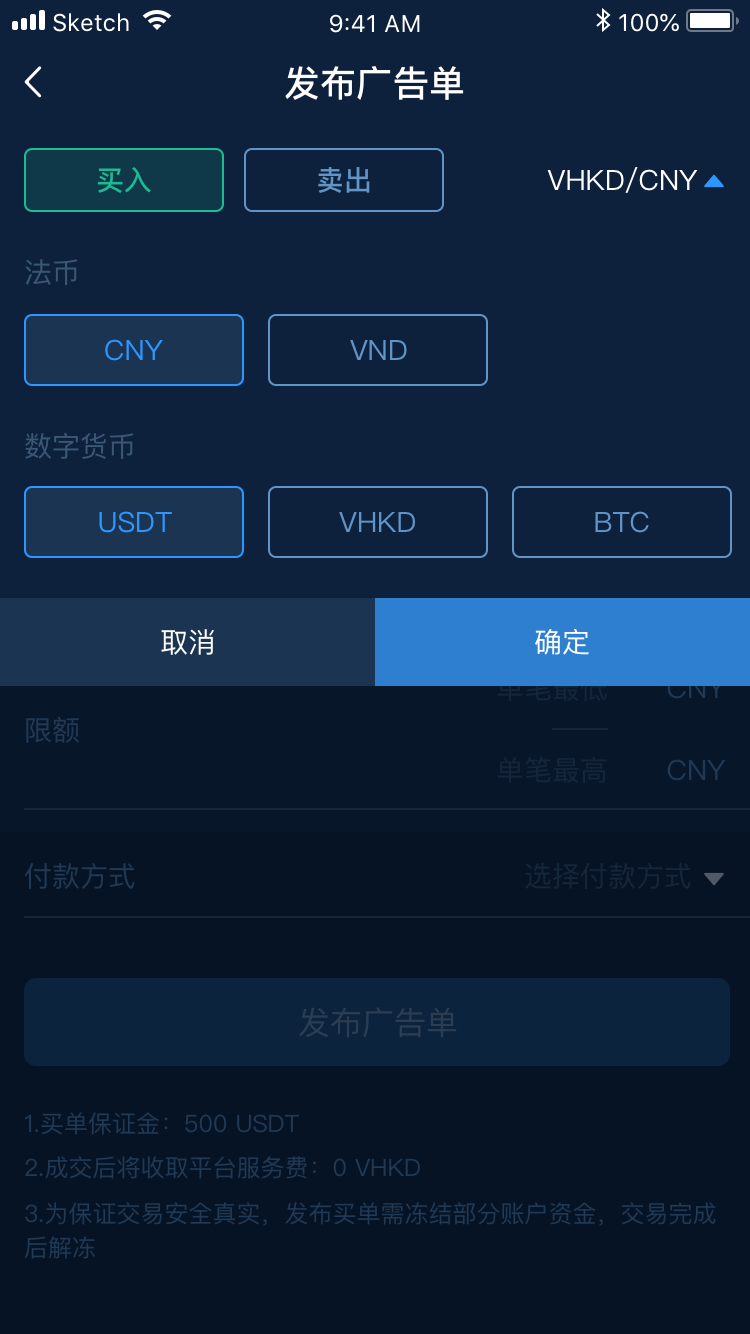 Sketch 9:41 AM 100%
发布广告单
买入 卖出 VHKD/CNY
法币
CNY VND
数字货币
USDT VHKD BTC
取消 确定
单笔最低 CNY
限额
单笔最高 CNY
付款方式 选择付款方式
发布广告单
1.买单保证金：500 USDT
2.成交后将收取平台服务费：0 VHKD
3.为保证交易安全真实，发布买单需冻结部分账户资金，交易完成
后解冻